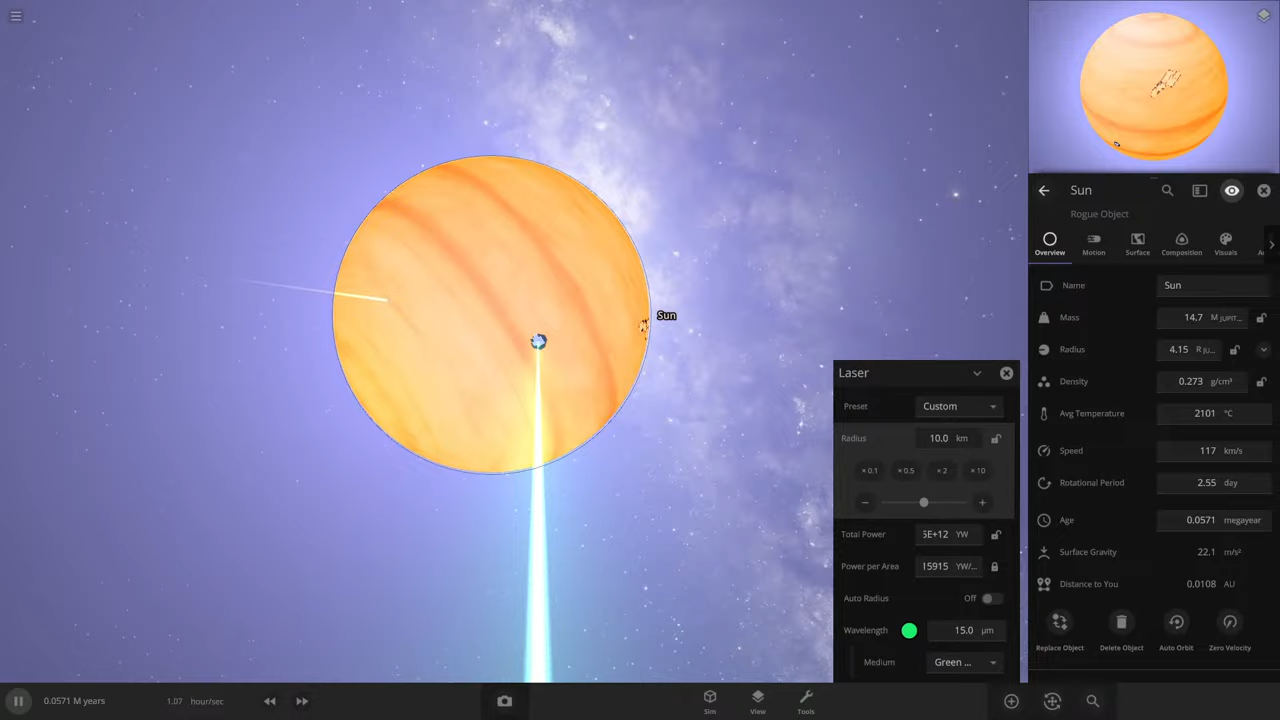 Sun
Laser
Preset
Custom
Radius
10.0 km
× 0.1
× 0.5
× 2
× 10
Total Power
5E+12 YW
Power per Area
15915 YW/...
Auto Radius
Off
Wavelength
15.0 µm
Medium
Green ...
Sun
Rogue Object
Overview
Motion
Surface
Composition
Visuals
Name
Sun
Mass
14.7 M JUPIT...
Radius
4.15 R JU...
Density
0.273 g/cm³
Avg Temperature
2101 °C
Speed
117 km/s
Rotational Period
2.55 day
Age
0.0571 megayear
Surface Gravity
22.1 m/s²
Distance to You
0.0108 AU
Replace Object
Delete Object
Auto Orbit
Zero Velocity
0.0571 M years
1.07 hour/sec
Sim
View
Tools